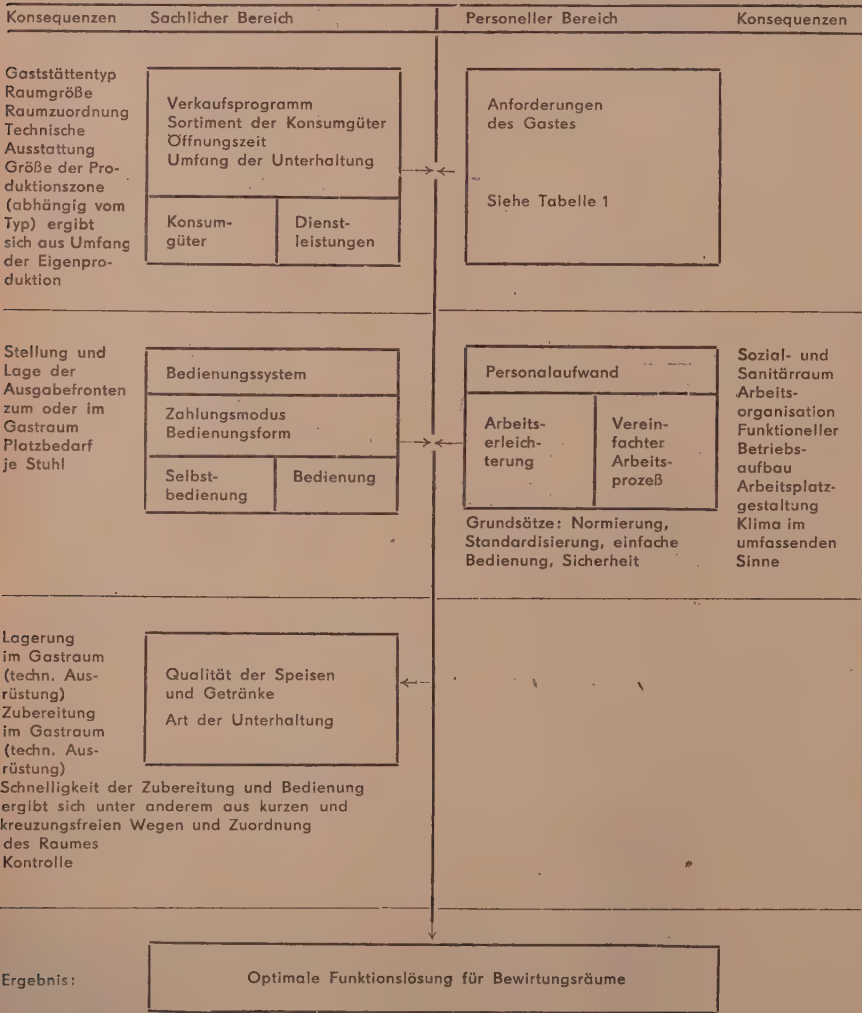 Konsequenzen Sachlicher Bereich Personeller Bereich Konsequenzen
Gaststättentyp
Raumgröße
Raumzuordnung
Technische
Ausstattung
Größe der Pro-
duktionszone
(abhängig vom
Typ) ergibt
sich aus Umfang
der Eigenpro-
duktion
Verkaufsprogramm
Sortiment der Konsumgüter
Öffnungszeit
Umfang der Unterhaltung
Konsum-
güter
Dienst-
leistungen
Anforderungen
des Gastes
Siehe Tabelle 1
Stellung und
Lage der
Ausgabefronten
zum oder im
Gastraum
Platzbedarf
je Stuhl
Bedienungssystem
Zahlungsmodus
Bedienungsform
Selbst-
bedienung
Bedienung
Personalaufwand
Arbeits-
erleich-
terung
Verein-
fachter
Arbeits-
prozeß
Grundsätze: Normierung,
Standardisierung, einfache
Bedienung, Sicherheit
Sozial- und
Sanitärraum
Arbeits-
organisation
Funktioneller
Betriebs-
aufbau
Arbeitsplatz-
gestaltung
Klima im
umfassenden
Sinne
Lagerung
im Gastraum
(techn. Aus-
rüstung)
Zubereitung
im Gastraum
(techn. Aus-
rüstung)
Schnelligkeit der Zubereitung und Bedienung
ergibt sich unter anderem aus kurzen und
kreuzungsfreien Wegen und Zuordnung
des Raumes
Kontrolle
Qualität der Speisen
und Getränke
Art der Unterhaltung
Ergebnis:
Optimale Funktionslösung für Bewirtungsräume